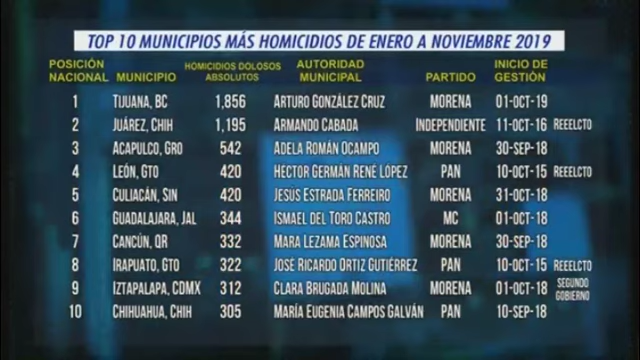 TOP 10 MUNICIPIOS MÁS HOMICIDIOS DE ENERO A NOVIEMBRE 2019
POSICIÓN NACIONAL MUNICIPIO HOMICIDIOS DOLOSOS ABSOLUTOS AUTORIDAD MUNICIPAL PARTIDO INICIO DE GESTIÓN
1 TIJUANA, BC 1,856 ARTURO GONZÁLEZ CRUZ MORENA 01-OCT-19
2 JUÁREZ, CHIH 1,195 ARMANDO CABADA INDEPENDIENTE 11-OCT-16 REEELCTO
3 ACAPULCO, GRO 542 ADELA ROMÁN OCAMPO MORENA 30-SEP-18
4 LEÓN, GTO 420 HECTOR GERMÁN RENÉ LÓPEZ PAN 10-OCT-15 REEELCTO
5 CULIACÁN, SIN 420 JESÚS ESTRADA FERREIRO MORENA 31-OCT-18
6 GUADALAJARA, JAL 344 ISMAEL DEL TORO CASTRO MC 01-OCT-18
7 CANCÚN, QR 332 MARA LEZAMA ESPINOSA MORENA 30-SEP-18
8 IRAPUATO, GTO 322 JOSÉ RICARDO ORTIZ GUTIÉRREZ PAN 10-OCT-15 REEELCTO
9 IZTAPALAPA, CDMX 312 CLARA BRUGADA MOLINA MORENA 01-OCT-18 SEGUNDO GOBIERNO
10 CHIHUAHUA, CHIH 305 MARÍA EUGENIA CAMPOS GALVÁN PAN 10-SEP-18